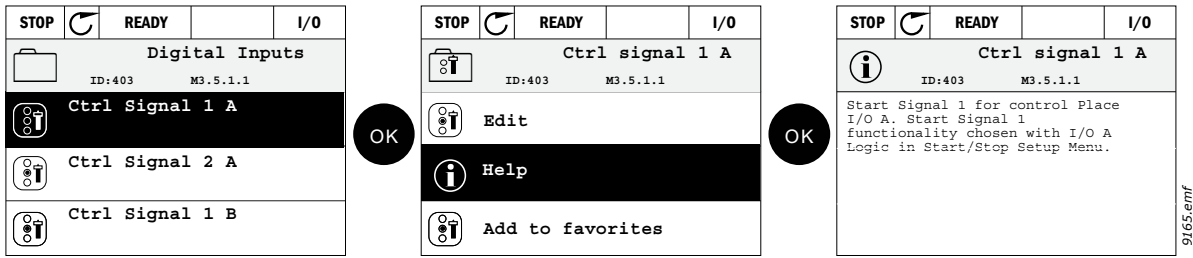 STOP READY I/O
Digital Inputs
ID:403 M3.5.1.1
Ctrl Signal 1 A
Ctrl Signal 2 A
Ctrl Signal 1 B
OK
STOP READY I/O
Ctrl signal 1 A
ID:403 M3.5.1.1
Edit
Help
Add to favorites
OK
STOP READY I/O
Ctrl signal 1 A
ID:403 M3.5.1.1
Start Signal 1 for control Place
I/O A. Start Signal 1
functionality chosen with I/O A
Logic in Start/Stop Setup Menu.
9165.emf